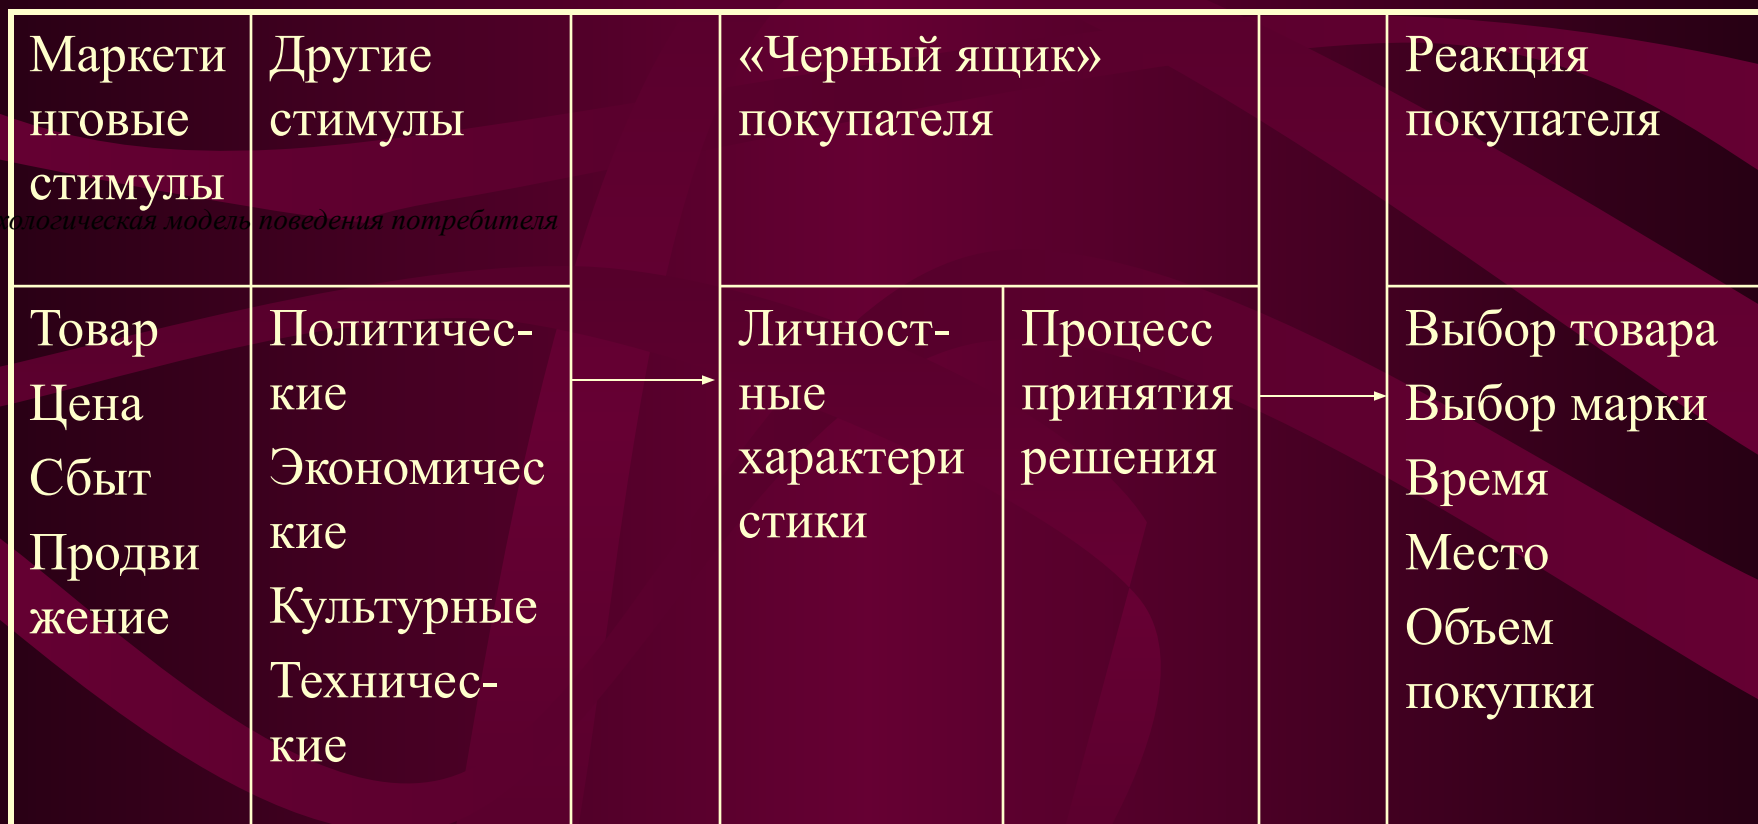 Маркети
нговые
стимулы
Другие
стимулы
«Черный ящик»
покупателя
Реакция
покупателя
модель поведения потребителя
Товар
Цена
Сбыт
Продви
жение
Политичес-
кие
Экономичес
кие
Культурные
Техничес-
кие
Личност-
ные
характери
стики
Процесс
принятия
решения
Выбор товара
Выбор марки
Время
Место
Объем
покупки